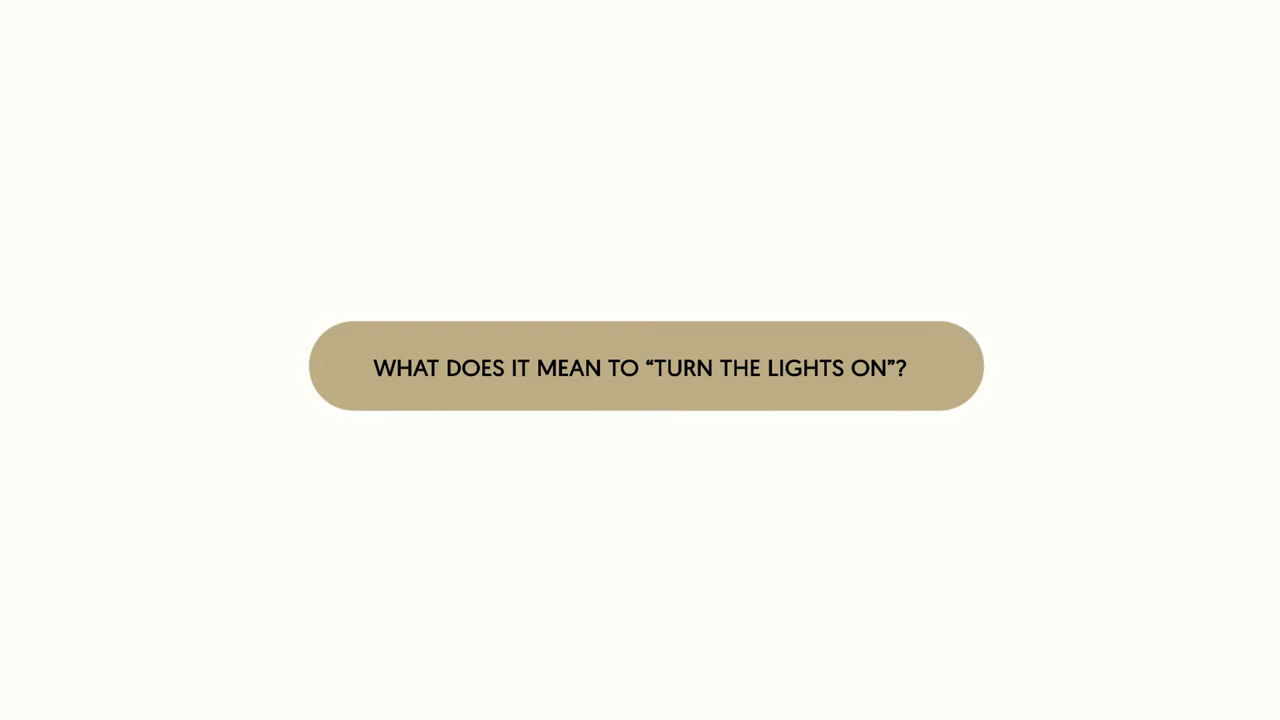 WHAT DOES IT MEAN TO “TURN THE LIGHTS ON”?